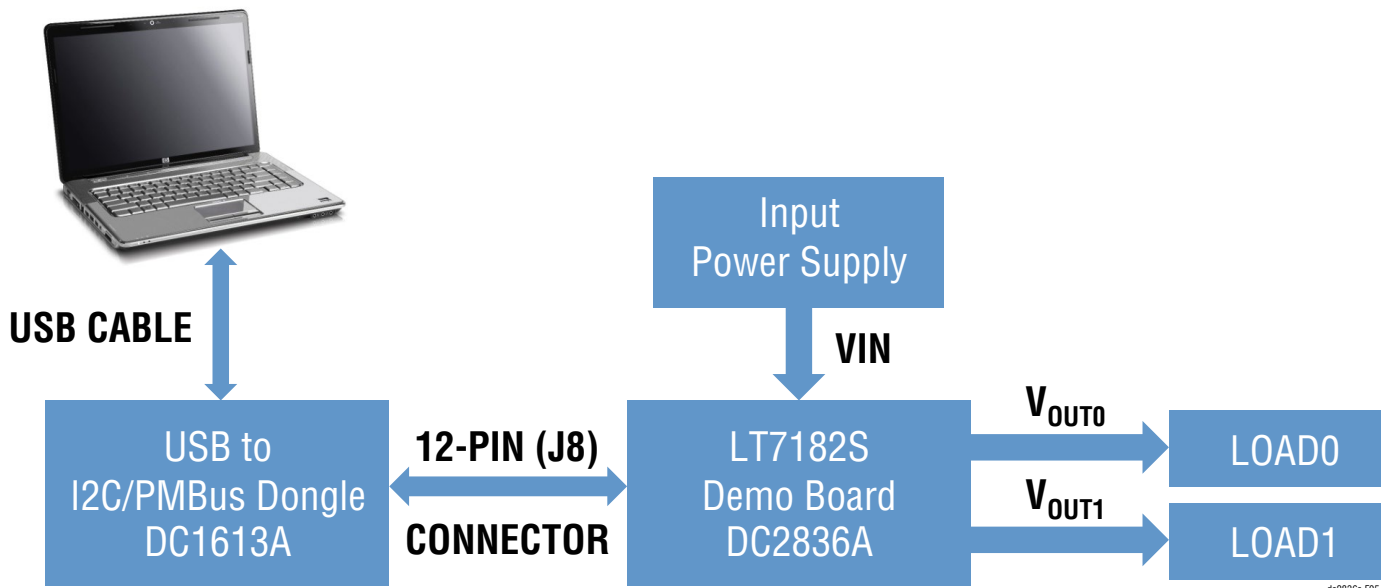 Input
Power Supply
USB CABLE
VIN
USB to
I2C/PMBus Dongle
DC1613A
12-PIN (J8)
CONNECTOR
LT7182S
Demo Board
DC2836A
VOUT0
LOAD0
VOUT1
LOAD1